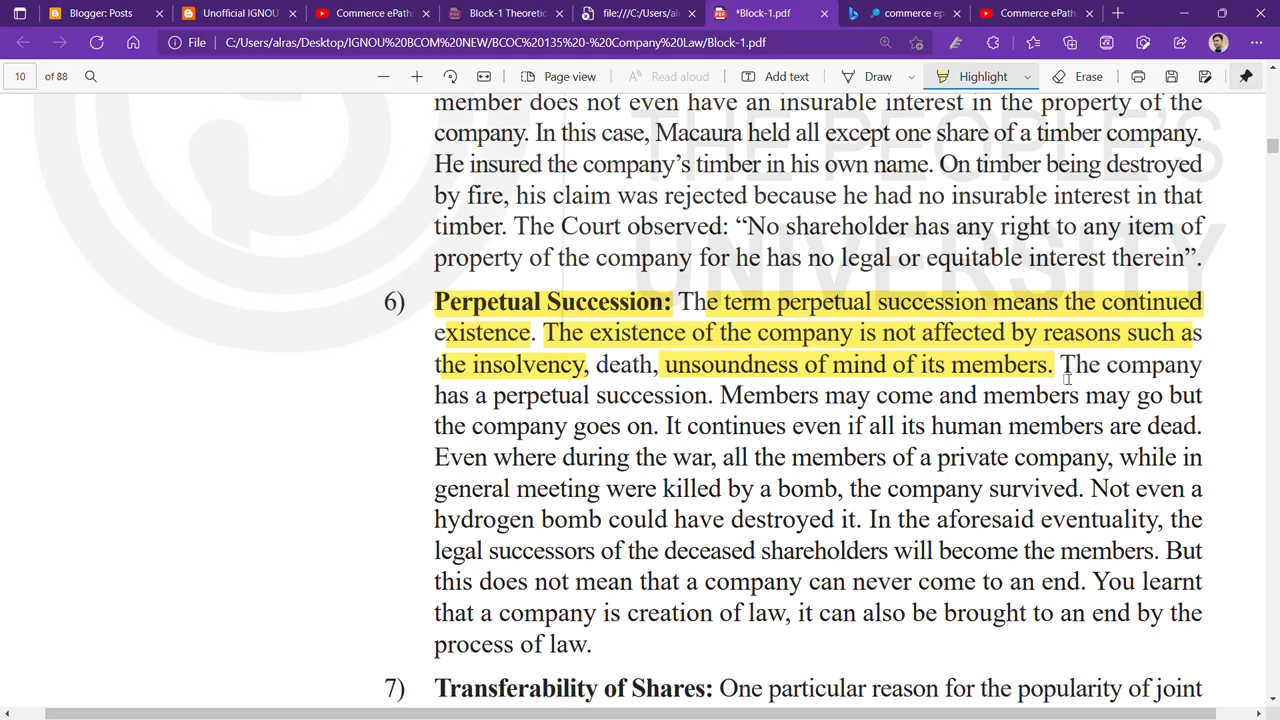 Blogger: Posts
Unofficial IGNOU
Commerce ePath
Block-1 Theoretic
file:///C:/Users/al
*Block-1.pdf
commerce ep
Commerce ePath
File
C:/Users/alras/Desktop/IGNOU%20BCOM%20NEW/BCOC%20135%20-%20Company%20Law/Block-1.pdf
10 of 88
Page view
Read aloud
Add text
Draw
Highlight
Erase
THE PEOPLE'S
UNIVERSITY
member does not even have an insurable interest in the property of the
company. In this case, Macaura held all except one share of a timber company.
He insured the company's timber in his own name. On timber being destroyed
by fire, his claim was rejected because he had no insurable interest in that
timber. The Court observed: “No shareholder has any right to any item of
property of the company for he has no legal or equitable interest therein”.
6) Perpetual Succession: The term perpetual succession means the continued
existence. The existence of the company is not affected by reasons such as
the insolvency, death, unsoundness of mind of its members. The company
has a perpetual succession. Members may come and members may go but
the company goes on. It continues even if all its human members are dead.
Even where during the war, all the members of a private company, while in
general meeting were killed by a bomb, the company survived. Not even a
hydrogen bomb could have destroyed it. In the aforesaid eventuality, the
legal successors of the deceased shareholders will become the members. But
this does not mean that a company can never come to an end. You learnt
that a company is creation of law, it can also be brought to an end by the
process of law.
7) Transferability of Shares: One particular reason for the popularity of joint